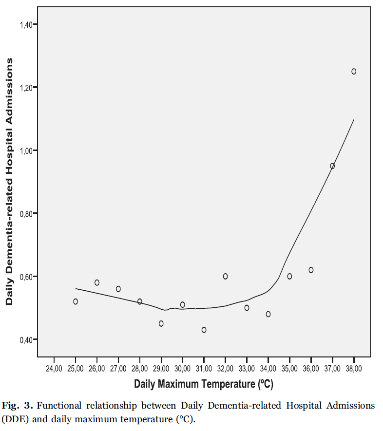 1,40
1,20
1,00
0,80
0,60
0,40
Daily Dementia-related Hospital Admissions
24,00 25,00 26,00 27,00 28,00 29,00 30,00 31,00 32,00 33,00 34,00 35,00 36,00 37,00 38,00
Daily Maximum Temperature (ºC)
Fig. 3. Functional relationship between Daily Dementia-related Hospital Admissions
(DDE) and daily maximum temperature (°C).